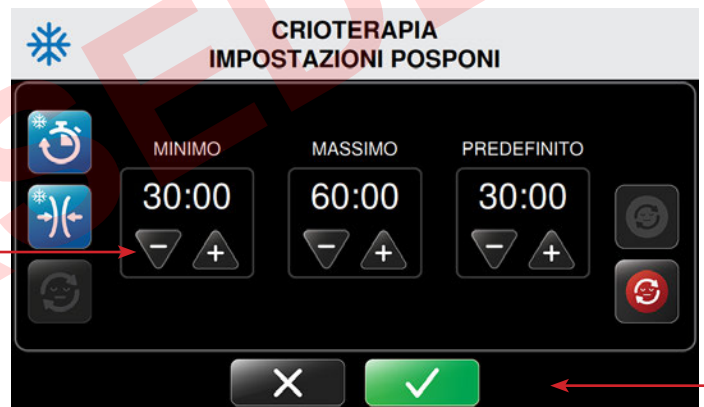 CRIOTERAPIA
IMPOSTAZIONI POSPONI
MINIMO MASSIMO PREDEFINITO
30:00 60:00 30:00
- + - + - +